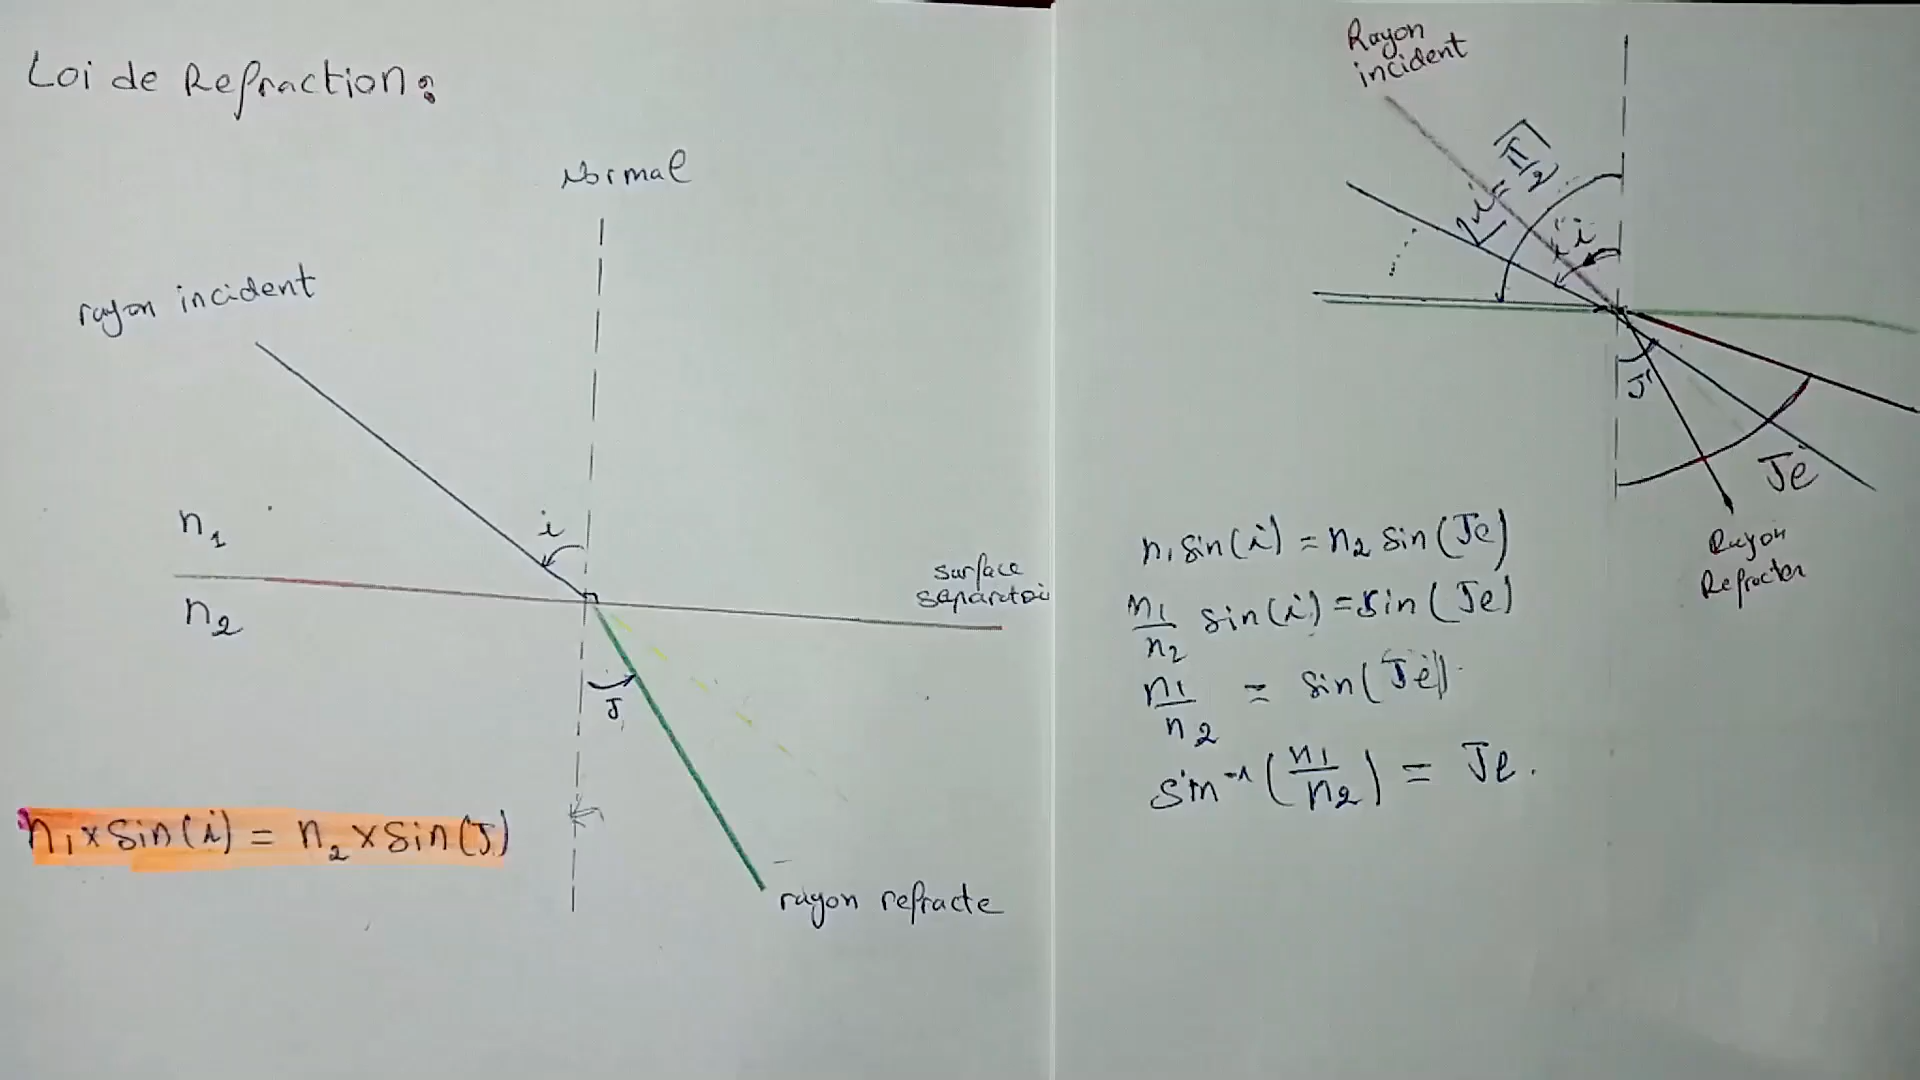 Loi de Refraction:
Normal
rayon incident
i
n1
n2
surface
J
n1 x sin(i) = n2 x sin(J)
rayon refracte
Rayon
incident
i = π/2
i
J'
Je
Rayon
n1 sin(i) = n2 sin(Je)
n1/n2 sin(i) = sin(Je)
n1/n2 = sin(Je)
sin⁻¹(n1/n2) = Je.